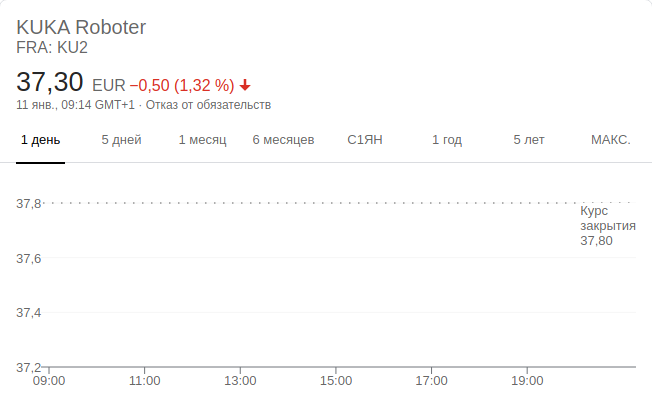 KUKA Roboter
FRA: KU2
37,30 EUR −0,50 (1,32 %)
11 янв., 09:14 GMT+1 · Отказ от обязательств
1 день 5 дней 1 месяц 6 месяцев С1ЯН 1 год 5 лет МАКС.
37,8
Курс
закрытия
37,80
37,6
37,4
37,2
09:00 11:00 13:00 15:00 17:00 19:00